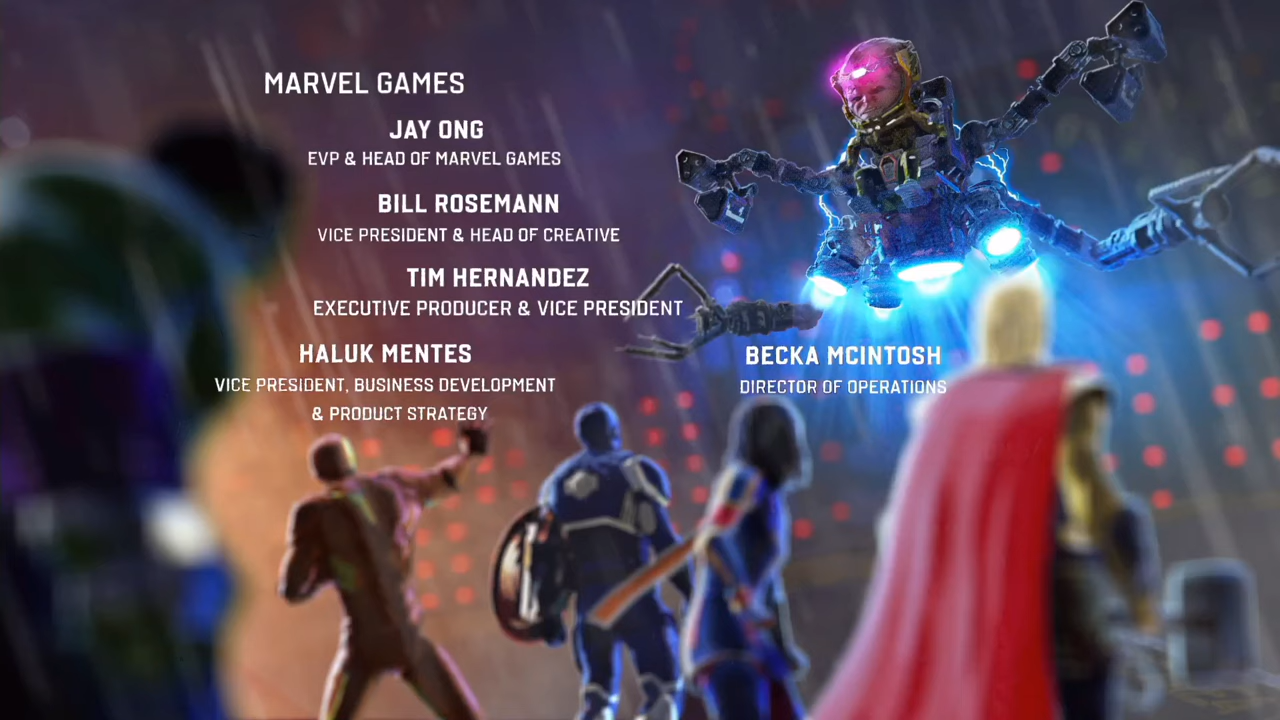 MARVEL GAMES
JAY ONG
EVP & HEAD OF MARVEL GAMES
BILL ROSEMANN
VICE PRESIDENT & HEAD OF CREATIVE
TIM HERNANDEZ
EXECUTIVE PRODUCER & VICE PRESIDENT
HALUK MENTES
VICE PRESIDENT, BUSINESS DEVELOPMENT
& PRODUCT STRATEGY
BECKA MCINTOSH
DIRECTOR OF OPERATIONS